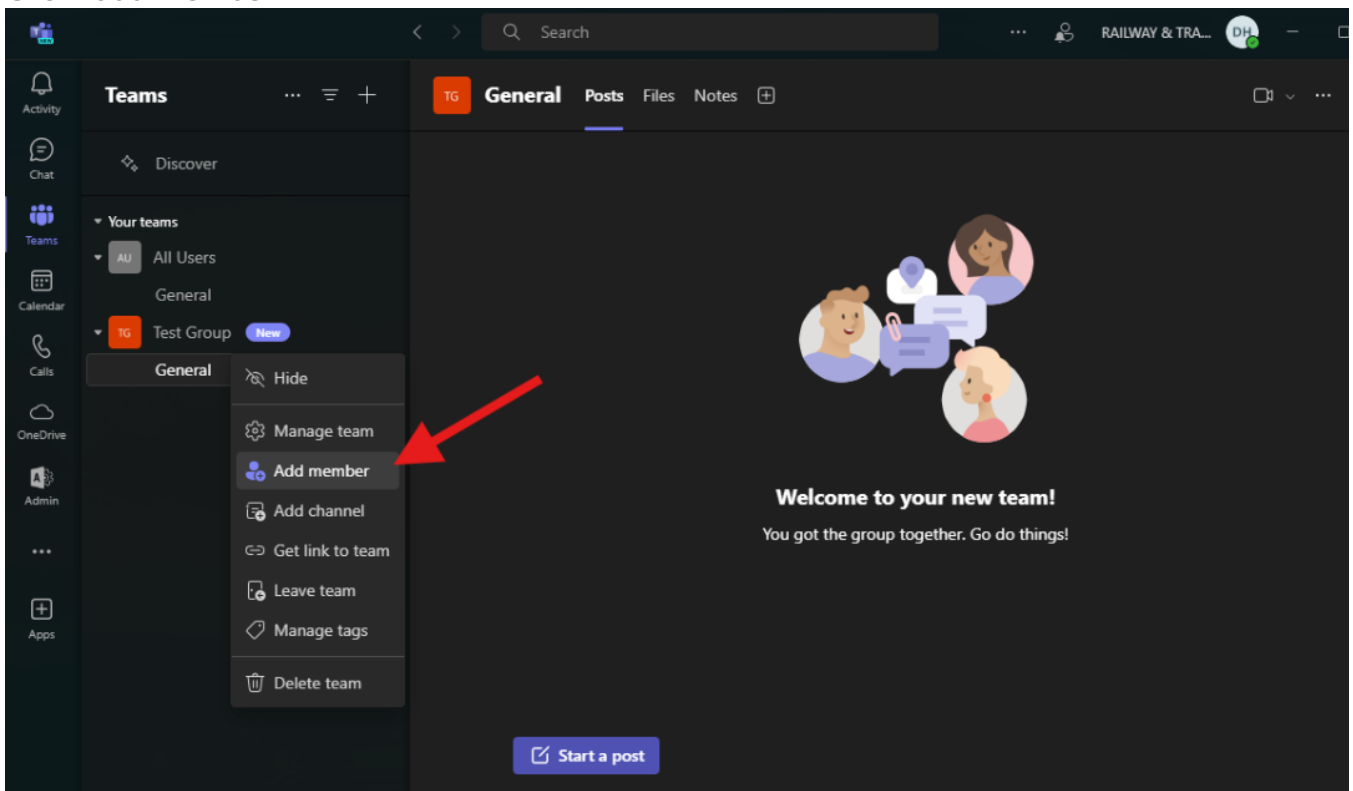 Search
RAILWAY & TRA...
DH
Activity
Chat
Teams
Calendar
Calls
OneDrive
Admin
Apps
Teams
Discover
Your teams
AU All Users
General
TG Test Group New
General
Hide
Manage team
Add member
Add channel
Get link to team
Leave team
Manage tags
Delete team
TG General Posts Files Notes
Welcome to your new team!
You got the group together. Go do things!
Start a post